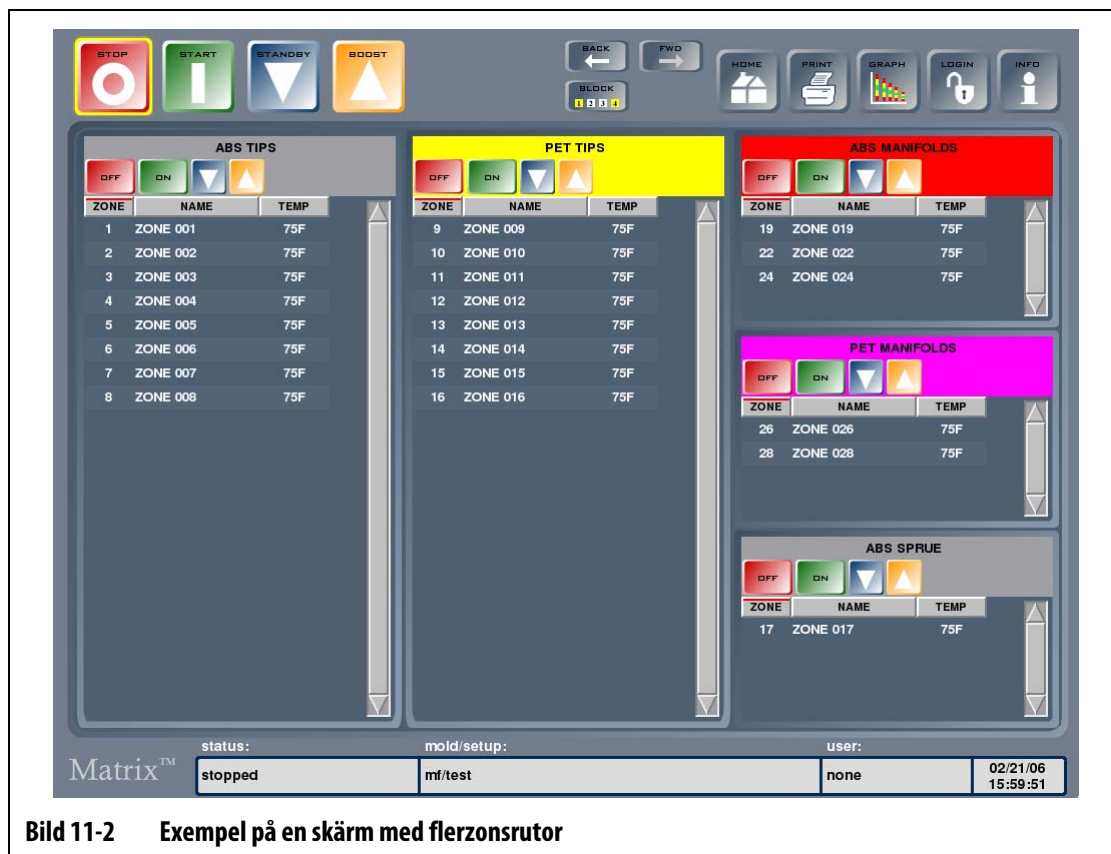 STOP START STANDBY BOOST BACK FWD HOME PRINT GRAPH LOGIN INFO
BLOCK
1 2 3 4
ABS TIPS
OFF ON
ZONE NAME TEMP
1 ZONE 001 75F
2 ZONE 002 75F
3 ZONE 003 75F
4 ZONE 004 75F
5 ZONE 005 75F
6 ZONE 006 75F
7 ZONE 007 75F
8 ZONE 008 75F
PET TIPS
OFF ON
ZONE NAME TEMP
9 ZONE 009 75F
10 ZONE 010 75F
11 ZONE 011 75F
12 ZONE 012 75F
13 ZONE 013 75F
14 ZONE 014 75F
15 ZONE 015 75F
16 ZONE 016 75F
ABS MANIFOLDS
OFF ON
ZONE NAME TEMP
19 ZONE 019 75F
22 ZONE 022 75F
24 ZONE 024 75F
PET MANIFOLDS
OFF ON
ZONE NAME TEMP
26 ZONE 026 75F
28 ZONE 028 75F
ABS SPRUE
OFF ON
ZONE NAME TEMP
17 ZONE 017 75F
Matrix™
status:
stopped
mold/setup:
mf/test
user:
none
02/21/06
15:59:51
Bild 11-2 Exempel på en skärm med flerzonsrutor